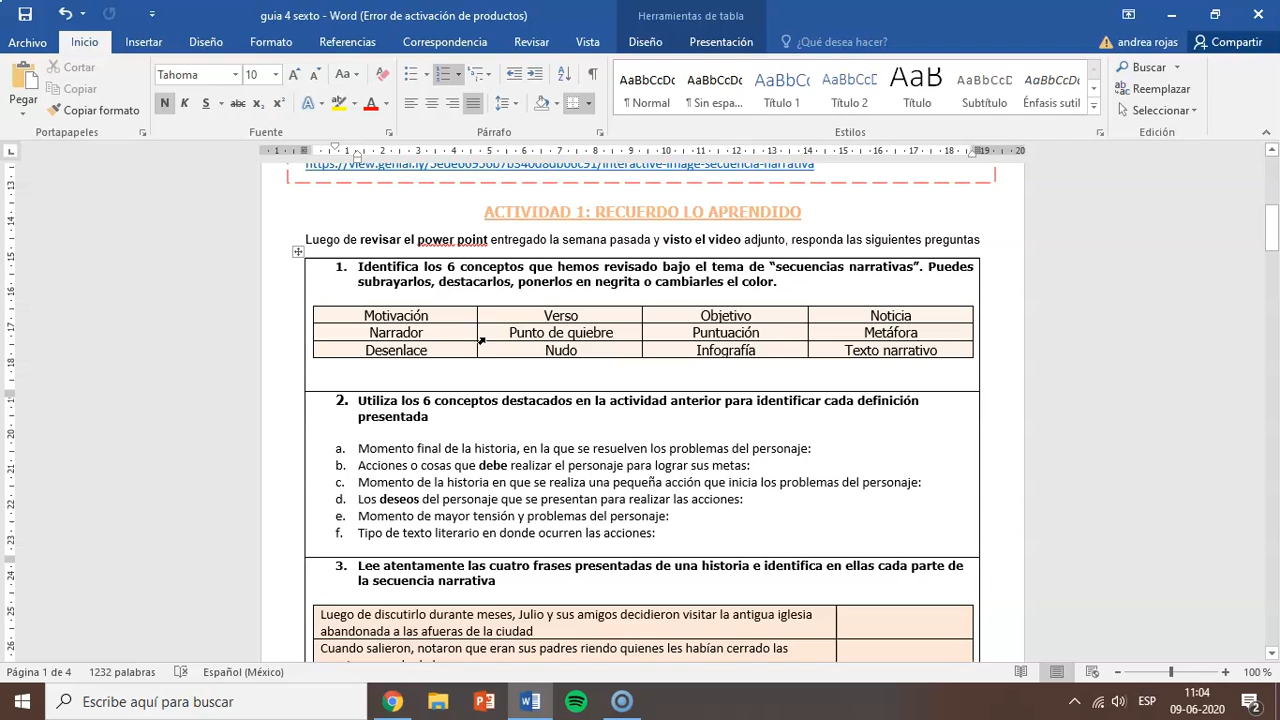 guia 4 sexto - Word (Error de activación de productos)
Herramientas de tabla
Archivo Inicio Insertar Diseño Formato Referencias Correspondencia Revisar Vista Diseño Presentación ¿Qué desea hacer? andrea rojas Compartir
Pegar
Cortar
Copiar
Copiar formato
Portapapeles
Tahoma 10
N K S abc x₂ x²
Fuente
Párrafo
AaBbCcDc AaBbCcDc AaBbCcD AaBbCcD AaB AaBbCcD AaBbCcDc
¶ Normal ¶ Sin espa... Título 1 Título 2 Título Subtítulo Énfasis sutil
Estilos
Buscar
Reemplazar
Seleccionar
Edición
ACTIVIDAD 1: RECUERDO LO APRENDIDO
Luego de revisar el power point entregado la semana pasada y visto el video adjunto, responda las siguientes preguntas
1. Identifica los 6 conceptos que hemos revisado bajo el tema de “secuencias narrativas”. Puedes
subrayarlos, destacarlos, ponerlos en negrita o cambiarles el color.
Motivación Verso Objetivo Noticia
Narrador Punto de quiebre Puntuación Metáfora
Desenlace Nudo Infografía Texto narrativo
2. Utiliza los 6 conceptos destacados en la actividad anterior para identificar cada definición
presentada
a. Momento final de la historia, en la que se resuelven los problemas del personaje:
b. Acciones o cosas que debe realizar el personaje para lograr sus metas:
c. Momento de la historia en que se realiza una pequeña acción que inicia los problemas del personaje:
d. Los deseos del personaje que se presentan para realizar las acciones:
e. Momento de mayor tensión y problemas del personaje:
f. Tipo de texto literario en donde ocurren las acciones:
3. Lee atentamente las cuatro frases presentadas de una historia e identifica en ellas cada parte de
la secuencia narrativa
Luego de discutirlo durante meses, Julio y sus amigos decidieron visitar la antigua iglesia
abandonada a las afueras de la ciudad
Cuando salieron, notaron que eran sus padres riendo quienes les habían cerrado las
Página 1 de 4 1232 palabras Español (México) 100 %
Escribe aquí para buscar
ESP
11:04
09-06-2020
2